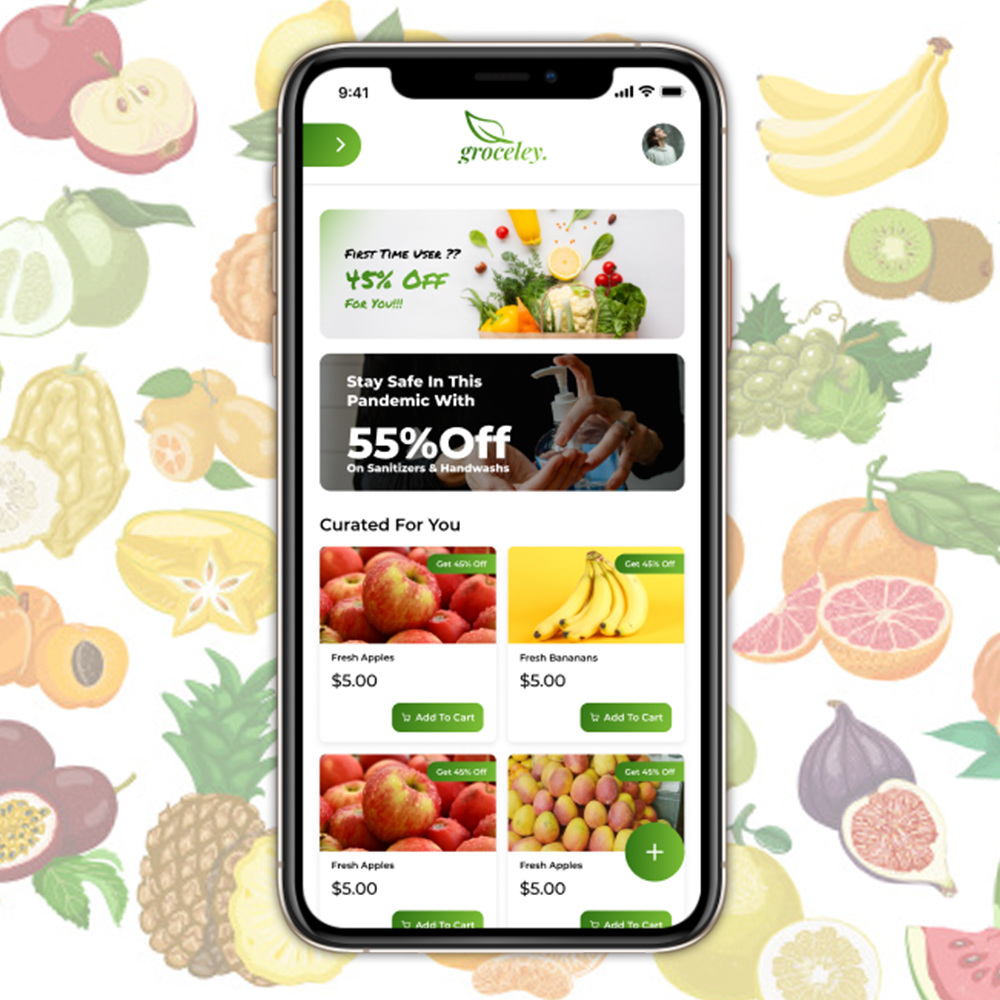 9:41
groceley.
First Time User ??
45% Off
For You!!!
Stay Safe In This
Pandemic With
55%Off
On Sanitizers & Handwashs
Curated For You
Get 45% Off
Get 45% Off
Fresh Apples
Fresh Bananans
$5.00
$5.00
Add To Cart
Add To Cart
Get 45% Off
Get 45% Off
Fresh Apples
Fresh Apples
$5.00
$5.00
Add To Cart
Add To Cart